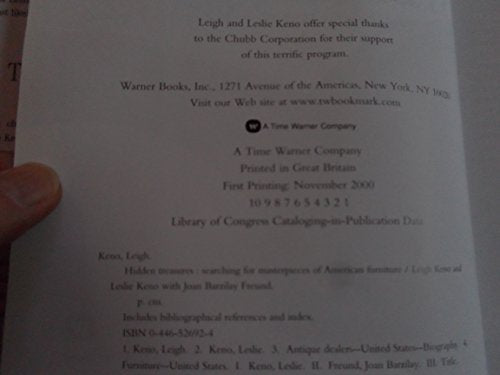 Leigh and Leslie Keno offer special thanks
to the Chubb Corporation for their support
of this terrific program.
Warner Books, Inc., 1271 Avenue of the Americas, New York, NY 10020
Visit our Web site at www.twbookmark.com
A Time Warner Company
A Time Warner Company
Printed in Great Britain
First Printing: November 2000
10 9 8 7 6 5 4 3 2 1
Library of Congress Cataloging-in-Publication Data
Keno, Leigh.
Hidden treasures : searching for masterpieces of American furniture / Leigh Keno and
Leslie Keno with Joan Barzilay Freund.
p. cm.
Includes bibliographical references and index.
ISBN 0-446-52692-4
1. Keno, Leigh. 2. Keno, Leslie. 3. Antique dealers—United States—Biography. 4.
Furniture—United States. I. Keno, Leslie. II. Freund, Joan Barzilay. III. Title.